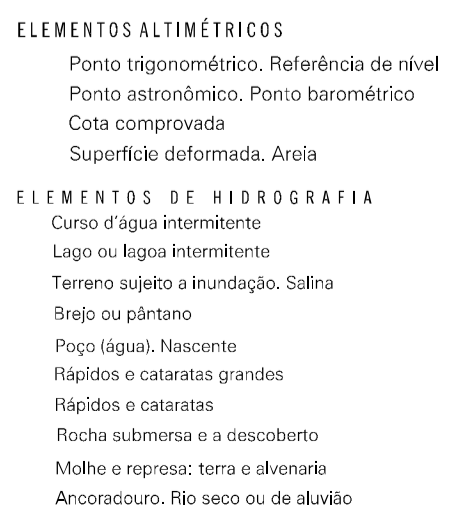 ELEMENTOS ALTIMÉTRICOS
Ponto trigonométrico. Referência de nível
Ponto astronômico. Ponto barométrico
Cota comprovada
Superfície deformada. Areia
ELEMENTOS DE HIDROGRAFIA
Curso d'água intermitente
Lago ou lagoa intermitente
Terreno sujeito a inundação. Salina
Brejo ou pântano
Poço (água). Nascente
Rápidos e cataratas grandes
Rápidos e cataratas
Rocha submersa e a descoberto
Molhe e represa: terra e alvenaria
Ancoradouro. Rio seco ou de aluvião